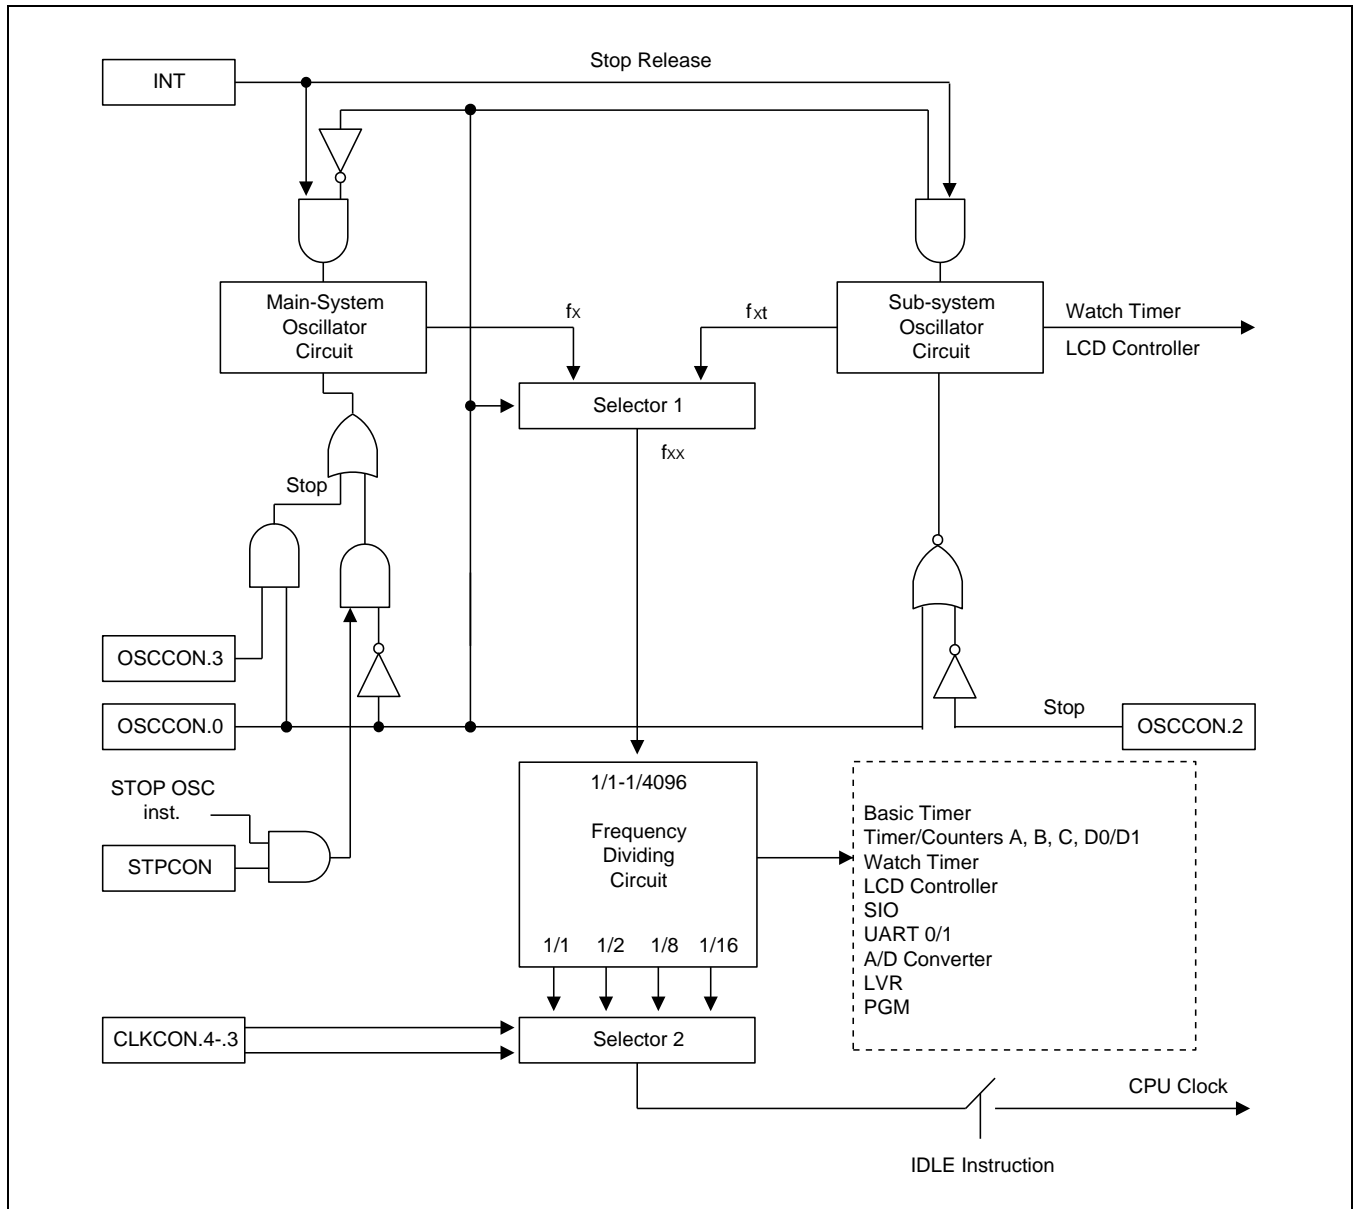 Stop Release
INT
Main-System
Oscillator
Circuit
fx
fxt
Sub-system
Oscillator
Circuit
Watch Timer
LCD Controller
Selector 1
fxx
Stop
OSCCON.3
OSCCON.0
Stop
OSCCON.2
STOP OSC
inst.
STPCON
1/1-1/4096
Frequency
Dividing
Circuit
1/1 1/2 1/8 1/16
Basic Timer
Timer/Counters A, B, C, D0/D1
Watch Timer
LCD Controller
SIO
UART 0/1
A/D Converter
LVR
PGM
CLKCON.4-.3
Selector 2
CPU Clock
IDLE Instruction